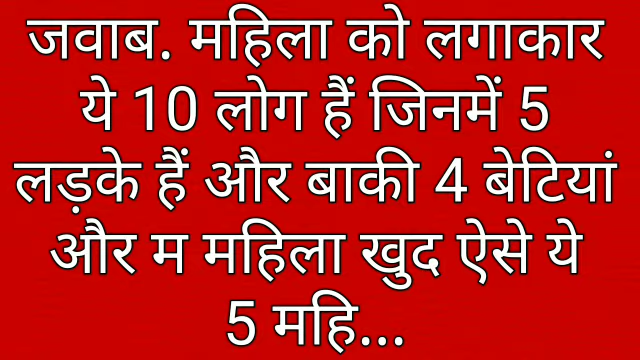 जवाब. महिला को लगाकार
ये 10 लोग हैं जिनमें 5
लड़के हैं और बाकी 4 बेटियां
और म महिला खुद ऐसे ये
5 महि...